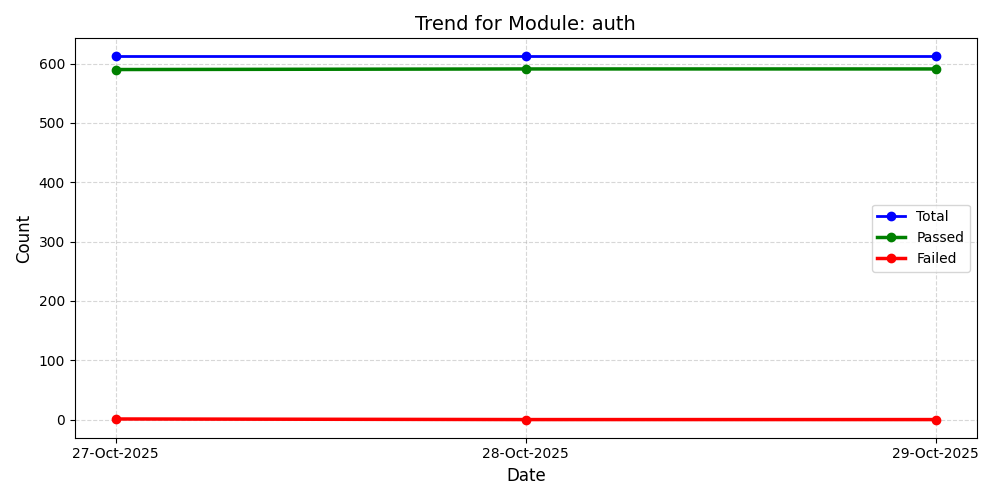 Trend for Module: auth
600
500
400
300
200
100
0
Count
Total
Passed
Failed
27-Oct-2025
28-Oct-2025
29-Oct-2025
Date